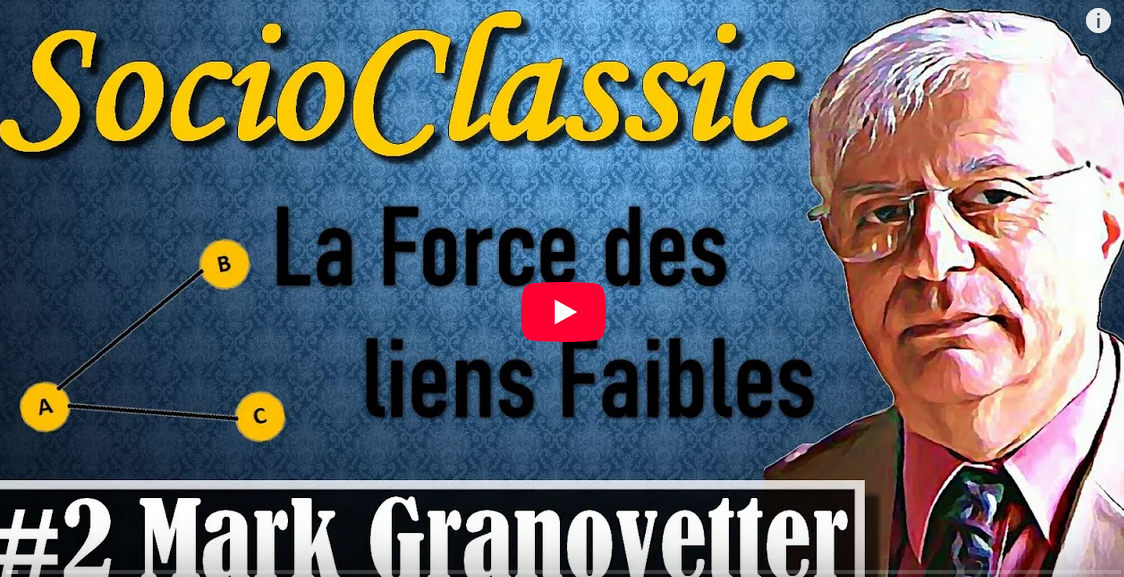 SocioClassic
La Force des
liens Faibles
B
A
C
#2 Mark Granovetter
i